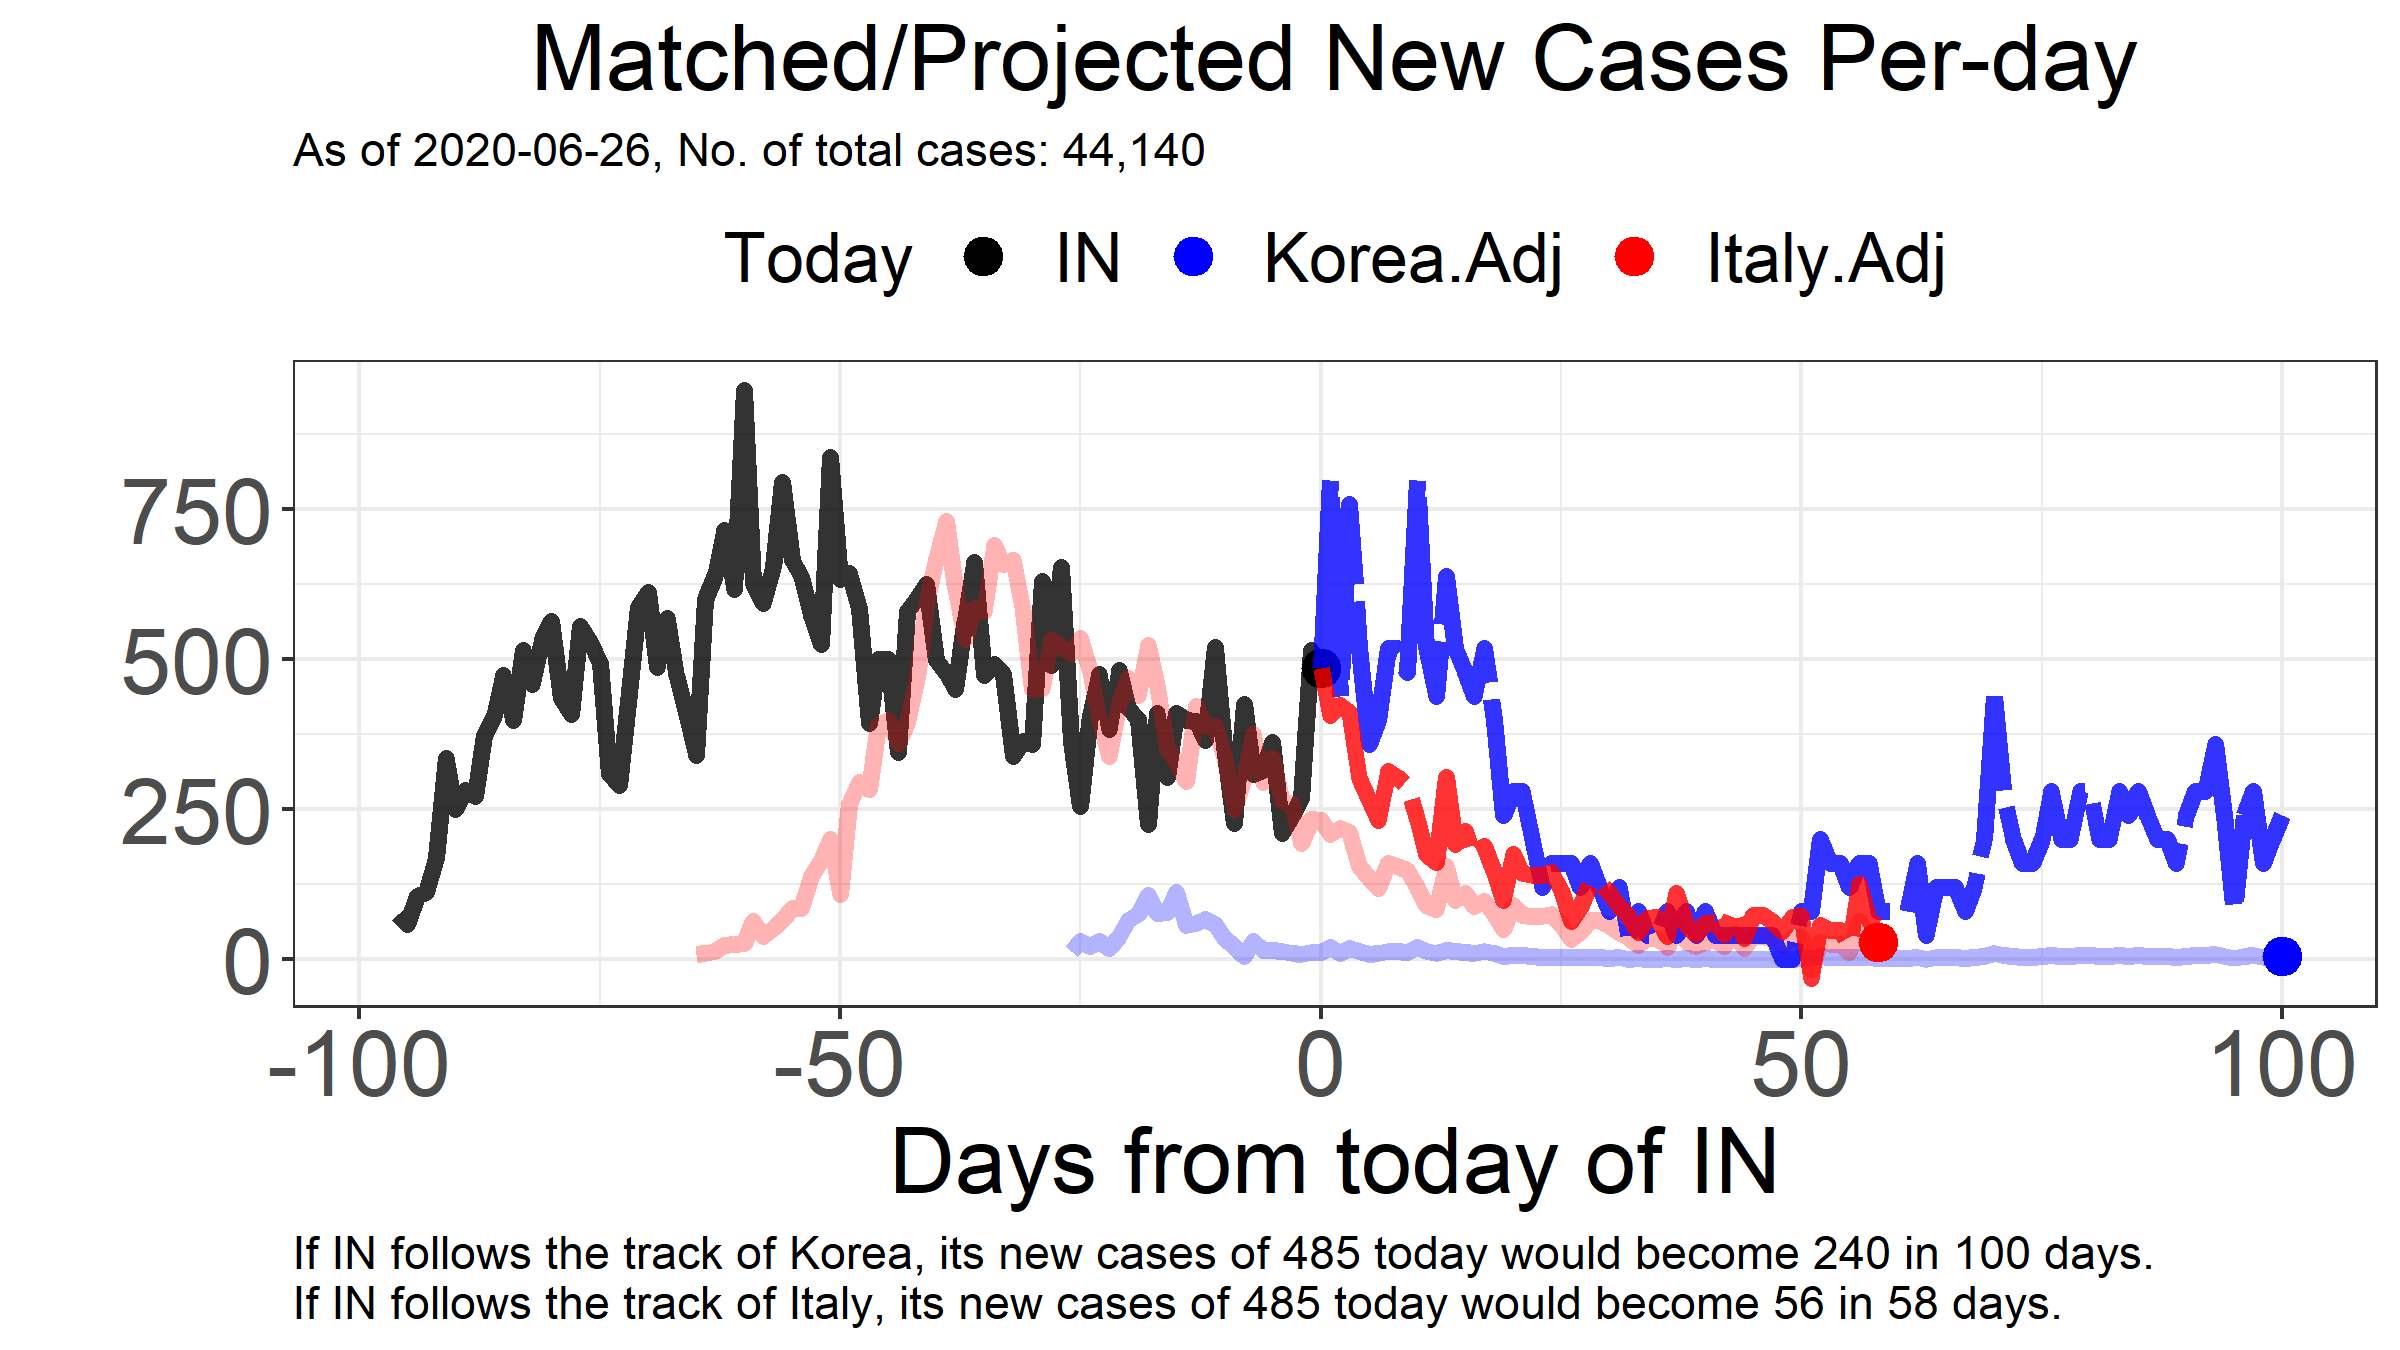 Matched/Projected New Cases Per-day
As of 2020-06-26, No. of total cases: 44,140
Today IN Korea.Adj Italy.Adj
750
500
250
0
-100 -50 0 50 100
Days from today of IN
If IN follows the track of Korea, its new cases of 485 today would become 240 in 100 days.
If IN follows the track of Italy, its new cases of 485 today would become 56 in 58 days.